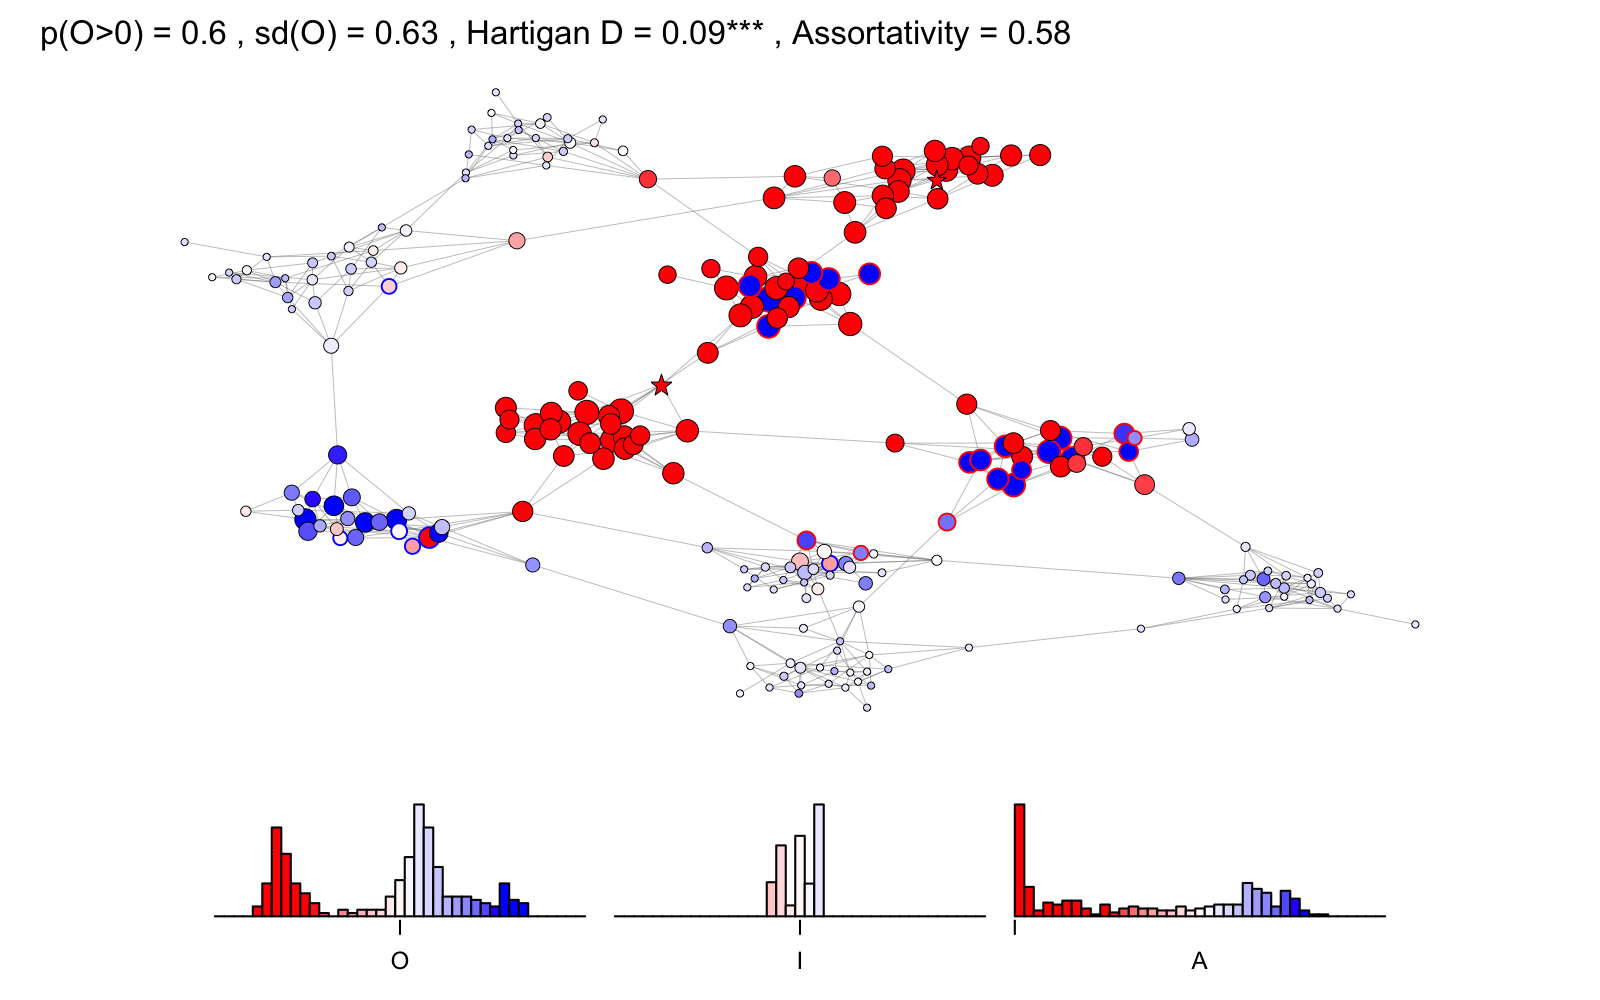 p(O>0) = 0.6 , sd(O) = 0.63 , Hartigan D = 0.09*** , Assortativity = 0.58
O I A